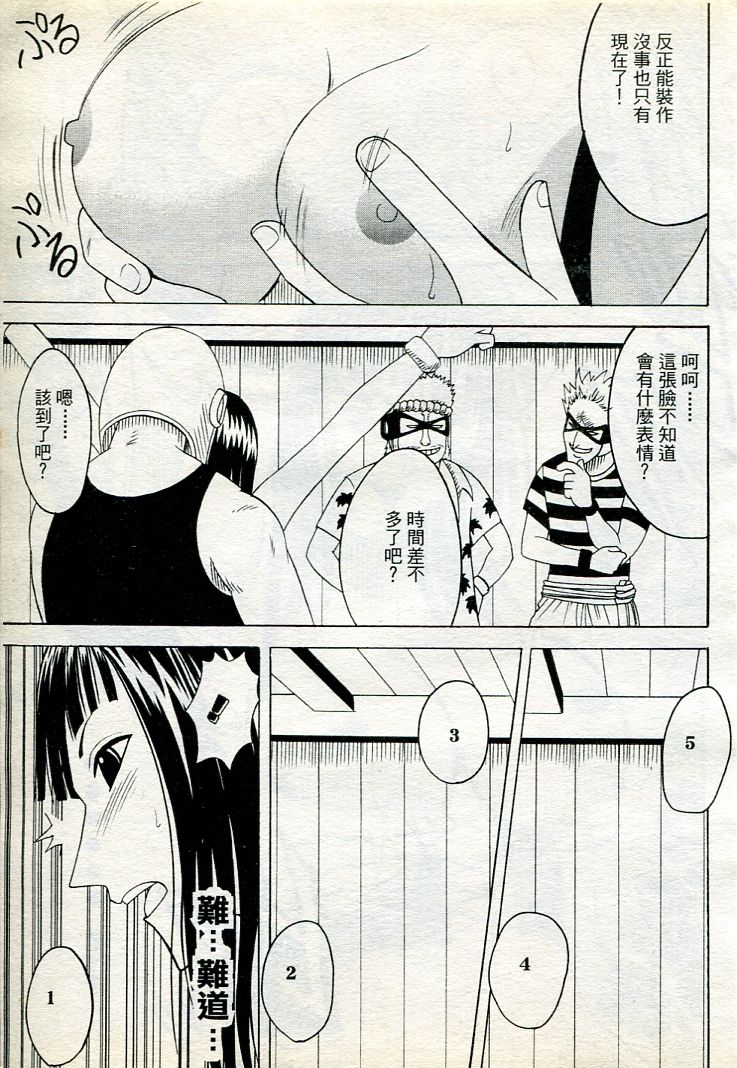 反正能裝作
沒事也只有
現在了！
ぷる
ぷる
呵呵……
這張臉不知道
會有什麼表情？
時間差不
多了吧？
嗯……
該到了吧？
5
3
4
2
難…難道…
1